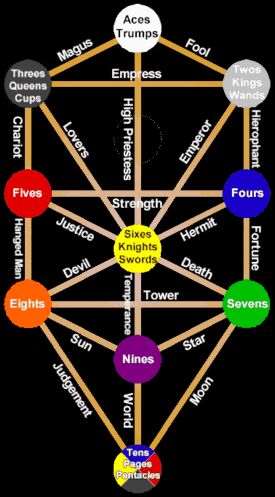 Aces
Trumps
Magus
Fool
Threes
Queens
Cups
Empress
Twos
Kings
Wands
Chariot
Lovers
High Priestess
Emperor
Hierophant
Fives
Strength
Fours
Justice
Hermit
Sixes
Knights
Swords
Hanged Man
Devil
Death
Fortune
Eights
Temperance
Tower
Sevens
Sun
Star
Nines
Judgement
World
Moon
Tens
Pages
Pentacles